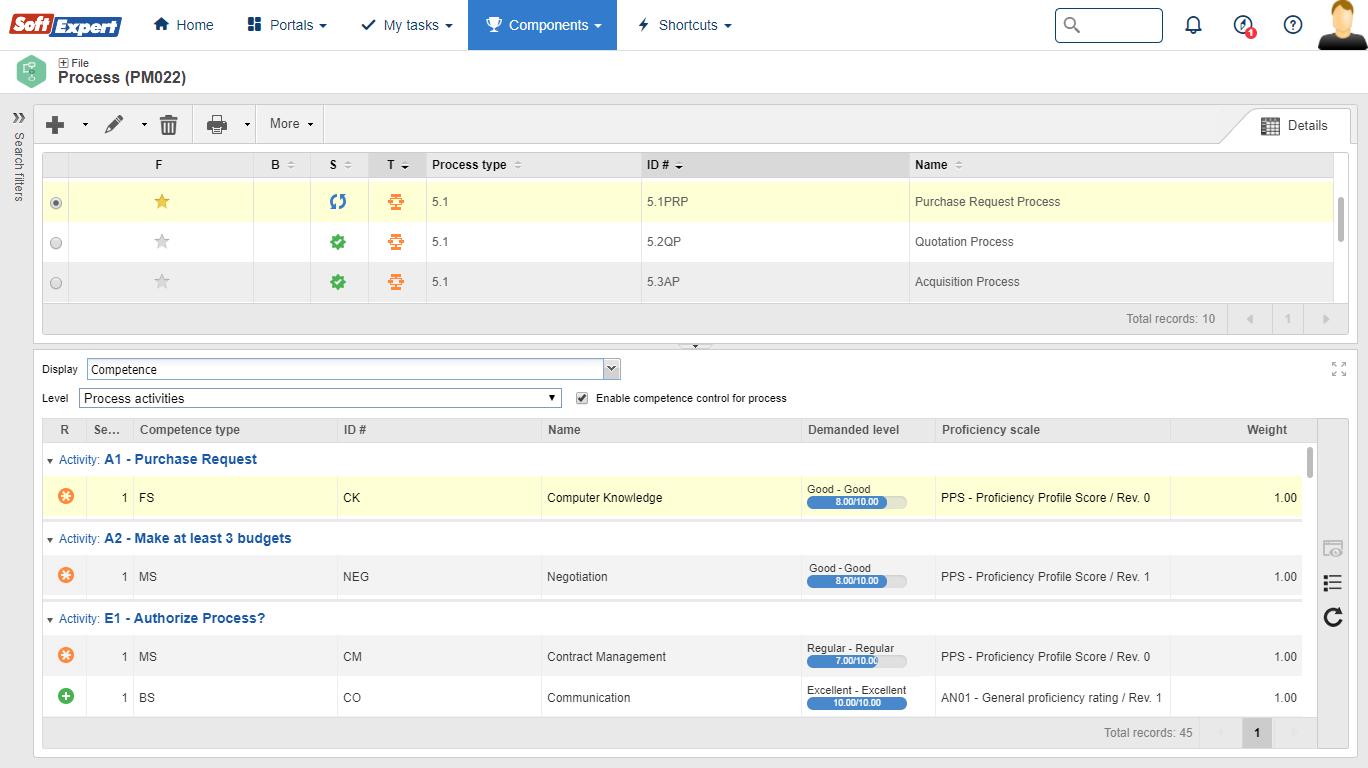 Soft Expert Home Portals My tasks Components Shortcuts 1
File
Process (PM022)
Search filters
More Details
F B S T Process type ID # Name
5.1 5.1PRP Purchase Request Process
5.1 5.2QP Quotation Process
5.1 5.3AP Acquisition Process
Total records: 10 1
Display Competence
Level Process activities Enable competence control for process
R Se... Competence type ID # Name Demanded level Proficiency scale Weight
Activity: A1 - Purchase Request
1 FS CK Computer Knowledge Good - Good 8.00/10.00 PPS - Proficiency Profile Score / Rev. 0 1.00
Activity: A2 - Make at least 3 budgets
1 MS NEG Negotiation Good - Good 8.00/10.00 PPS - Proficiency Profile Score / Rev. 1 1.00
Activity: E1 - Authorize Process?
1 MS CM Contract Management Regular - Regular 7.00/10.00 PPS - Proficiency Profile Score / Rev. 0 1.00
1 BS CO Communication Excellent - Excellent 10.00/10.00 AN01 - General proficiency rating / Rev. 1 1.00
Total records: 45 1